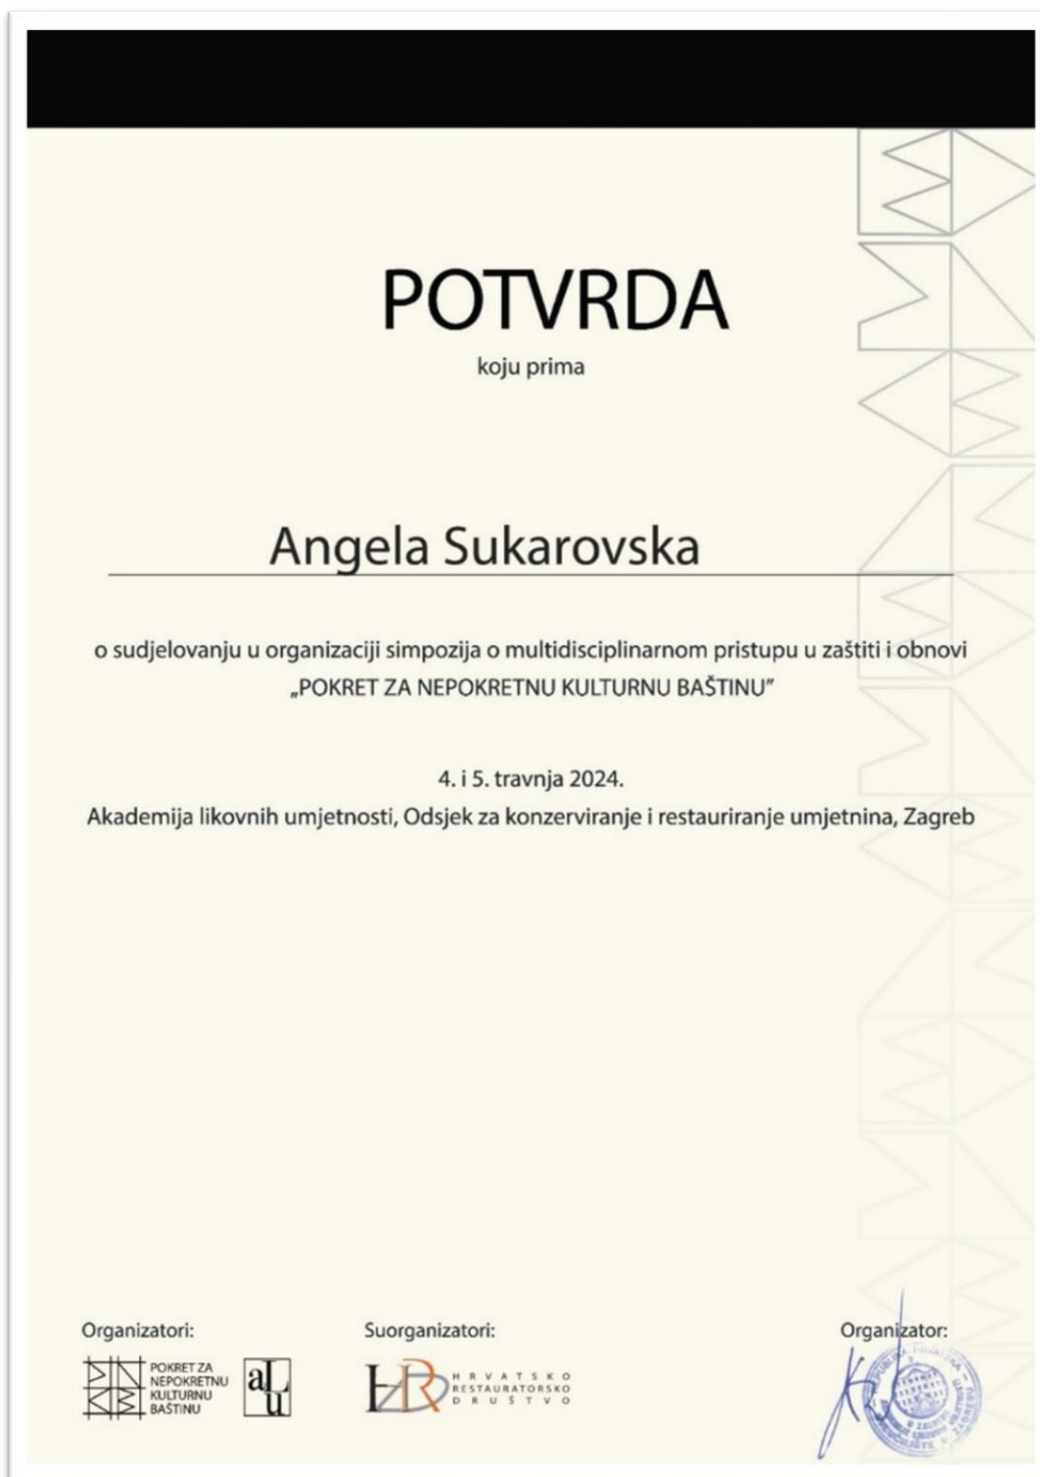 POTVRDA
koju prima
Angela Sukarovska
o sudjelovanju u organizaciji simpozija o multidisciplinarnom pristupu u zaštiti i obnovi
„POKRET ZA NEPOKRETNU KULTURNU BAŠTINU”
4. i 5. travnja 2024.
Akademija likovnih umjetnosti, Odsjek za konzerviranje i restauriranje umjetnina, Zagreb
Organizatori:
POKRET ZA
NEPOKRETNU
KULTURNU
BAŠTINU
aLu
Suorganizatori:
HRD
HRVATSKO
RESTAURATORSKO
DRUŠTVO
Organizator: